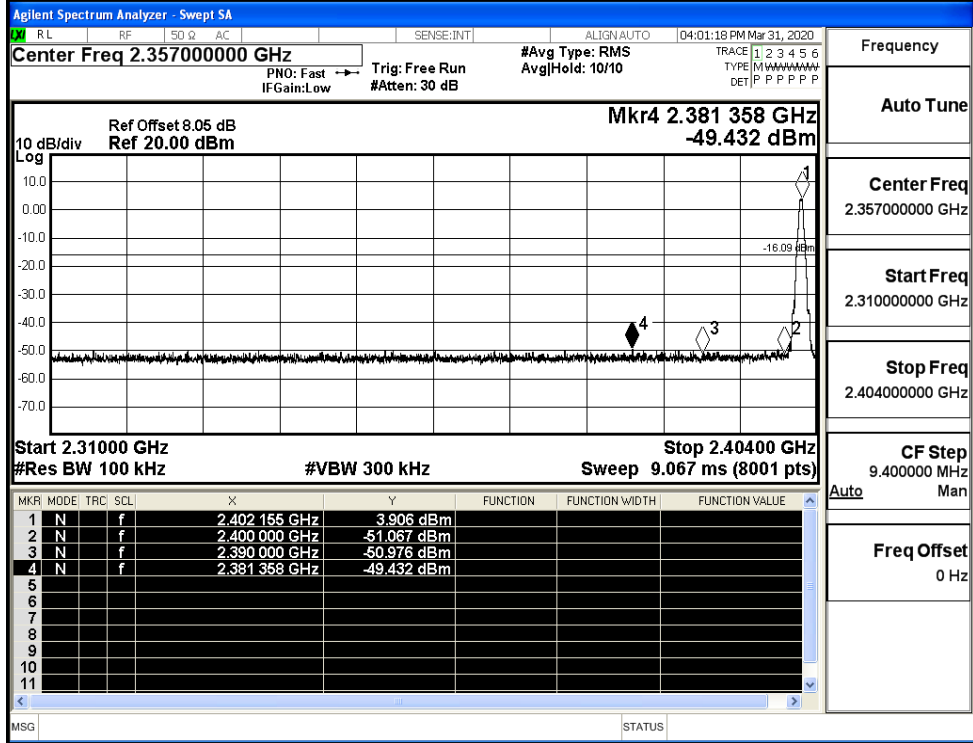 Agilent Spectrum Analyzer - Swept SA
LXI RL RF 50 Ω AC SENSE:INT ALIGN AUTO 04:01:18 PM Mar 31, 2020
Center Freq 2.357000000 GHz
PNO: Fast
IFGain:Low
Trig: Free Run
#Atten: 30 dB
#Avg Type: RMS
Avg|Hold: 10/10
TRACE 1 2 3 4 5 6
TYPE MWWWWW
DET P P P P P P
Mkr4 2.381 358 GHz
-49.432 dBm
Ref Offset 8.05 dB
10 dB/div Ref 20.00 dBm
Log
10.0
0.00
-10.0
-20.0
-30.0
-40.0
-50.0
-60.0
-70.0
-16.09 dBm
1
4
3
2
Start 2.31000 GHz Stop 2.40400 GHz
#Res BW 100 kHz #VBW 300 kHz Sweep 9.067 ms (8001 pts)
MKR MODE TRC SCL X Y FUNCTION FUNCTION WIDTH FUNCTION VALUE
1 N f 2.402 155 GHz 3.906 dBm
2 N f 2.400 000 GHz -51.067 dBm
3 N f 2.390 000 GHz -50.976 dBm
4 N f 2.381 358 GHz -49.432 dBm
5
6
7
8
9
10
11
MSG STATUS
Frequency
Auto Tune
Center Freq
2.357000000 GHz
Start Freq
2.310000000 GHz
Stop Freq
2.404000000 GHz
CF Step
9.400000 MHz
Auto Man
Freq Offset
0 Hz